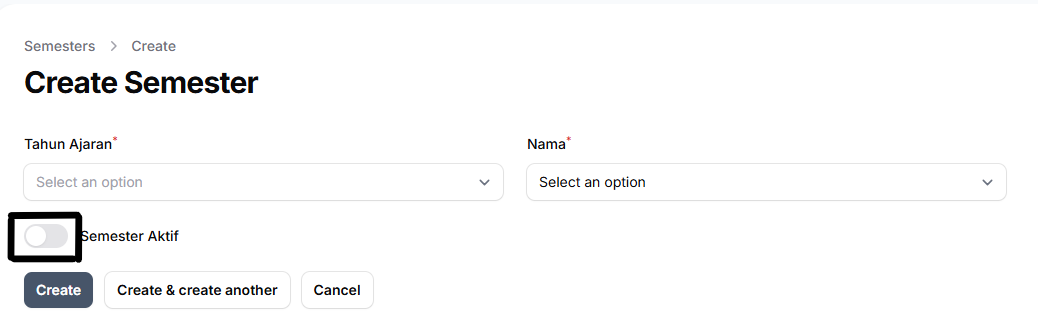 Semesters > Create
Create Semester
Tahun Ajaran* Nama*
Select an option Select an option
Semester Aktif
Create Create & create another Cancel